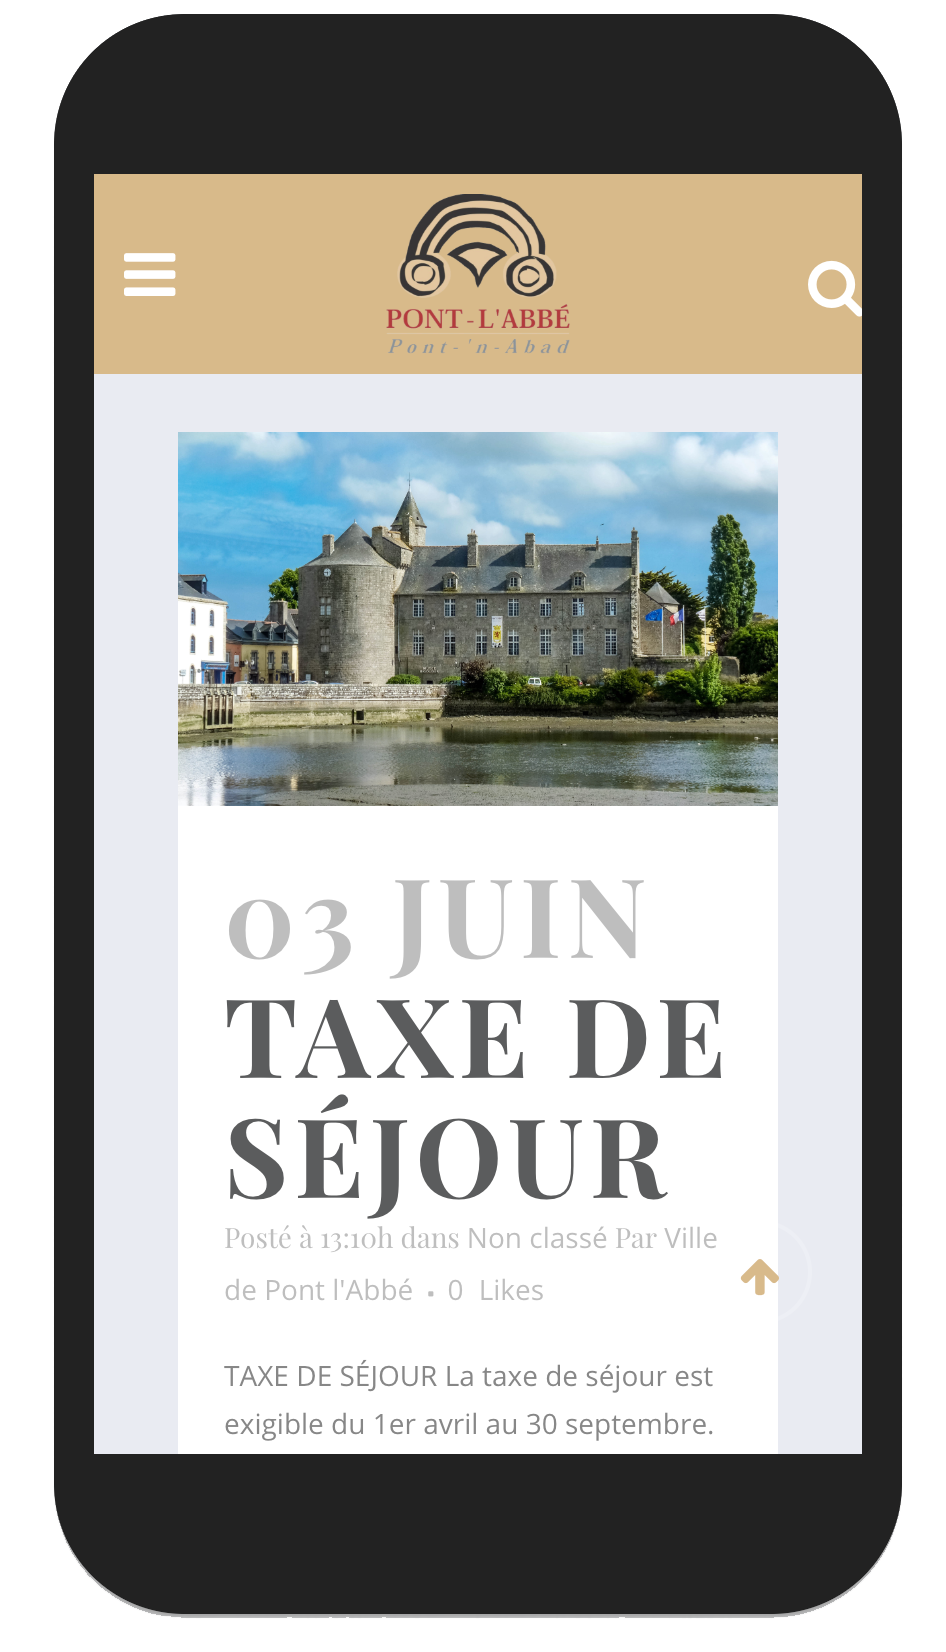 PONT-L'ABBÉ
Pont-'n-Abad
03 JUIN
TAXE DE
SÉJOUR
Posté à 13:10h dans Non classé Par Ville
de Pont l'Abbé • 0 Likes
TAXE DE SÉJOUR La taxe de séjour est
exigible du 1er avril au 30 septembre.